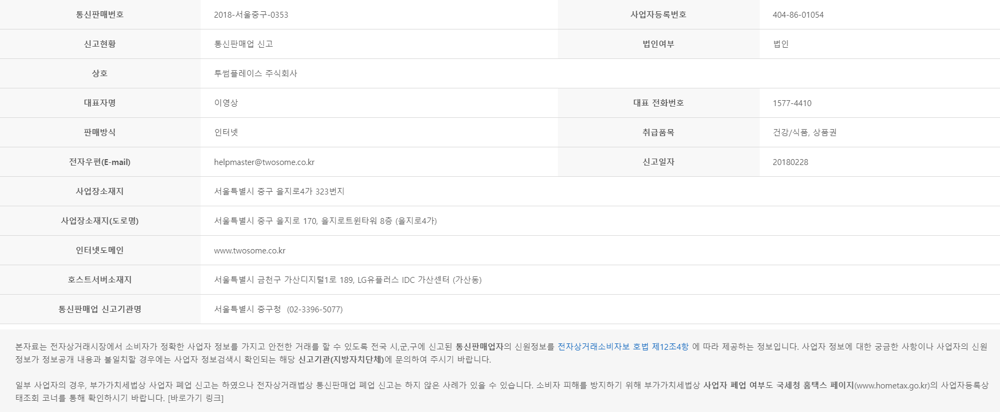 통신판매번호 2018-서울중구-0353 사업자등록번호 404-86-01054
신고현황 통신판매업 신고 법인여부 법인
상호 투썸플레이스 주식회사
대표자명 이영상 대표 전화번호 1577-4410
판매방식 인터넷 취급품목 건강/식품, 상품권
전자우편(E-mail) helpmaster@twosome.co.kr 신고일자 20180228
사업장소재지 서울특별시 중구 을지로4가 323번지
사업장소재지(도로명) 서울특별시 중구 을지로 170, 을지로트윈타워 8층 (을지로4가)
인터넷도메인 www.twosome.co.kr
호스트서버소재지 서울특별시 금천구 가산디지털1로 189, LG유플러스 IDC 가산센터 (가산동)
통신판매업 신고기관명 서울특별시 중구청 (02-3396-5077)
본자료는 전자상거래시장에서 소비자가 정확한 사업자 정보를 가지고 안전한 거래를 할 수 있도록 전국 시,군,구에 신고된 통신판매업자의 신원정보를 전자상거래소비자보 호법 제12조4항 에 따라 제공하는 정보입니다. 사업자 정보에 대한 궁금한 사항이나 사업자의 신원
정보가 정보공개 내용과 불일치할 경우에는 사업자 정보검색시 확인되는 해당 신고기관(지방자치단체)에 문의하여 주시기 바랍니다.
일부 사업자의 경우, 부가가치세법상 사업자 폐업 신고는 하였으나 전자상거래법상 통신판매업 폐업 신고는 하지 않은 사례가 있을 수 있습니다. 소비자 피해를 방지하기 위해 부가가치세법상 사업자 폐업 여부도 국세청 홈택스 페이지(www.hometax.go.kr)의 사업자등록상
태조회 코너를 통해 확인하시기 바랍니다. [바로가기 링크]